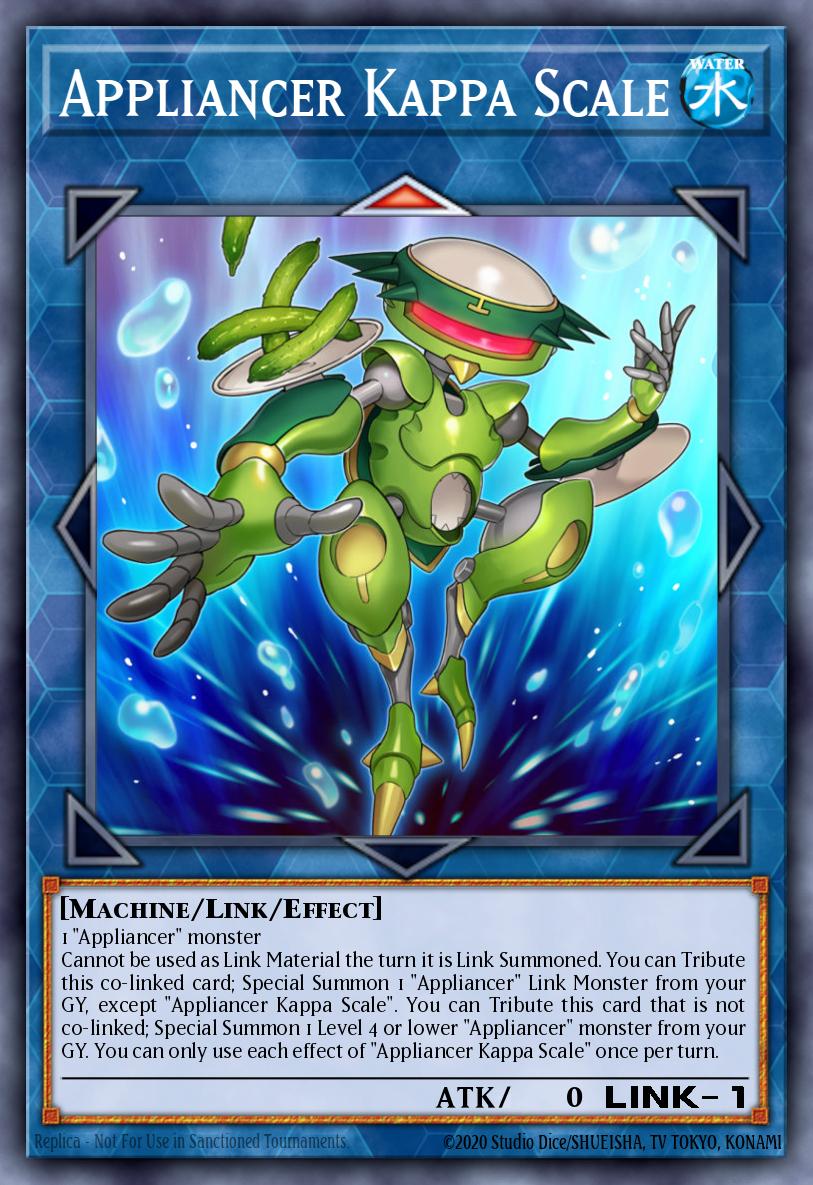 Appliancer Kappa Scale
WATER
水
[Machine/Link/Effect]
1 "Appliancer" monster
Cannot be used as Link Material the turn it is Link Summoned. You can Tribute
this co-linked card; Special Summon 1 "Appliancer" Link Monster from your
GY, except "Appliancer Kappa Scale". You can Tribute this card that is not
co-linked; Special Summon 1 Level 4 or lower "Appliancer" monster from your
GY. You can only use each effect of "Appliancer Kappa Scale" once per turn.
ATK/ 0 LINK-1
Replica - Not For Use in Sanctioned Tournaments.
©2020 Studio Dice/SHUEISHA, TV TOKYO, KONAMI